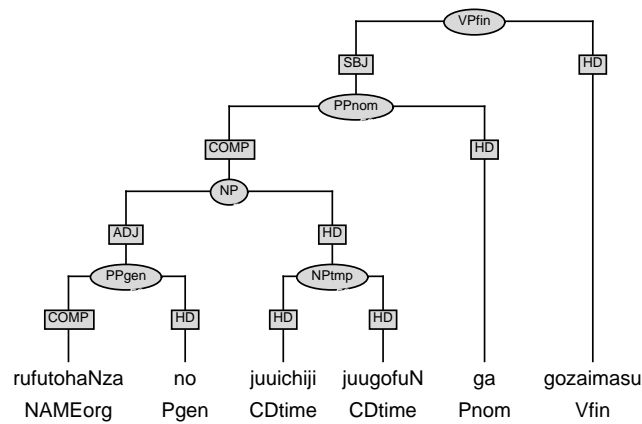 VPfin
SBJ HD
PPnom
COMP HD
NP
ADJ HD
PPgen NPtmp
COMP HD HD HD
rufutohaNza no juuichiji juugofuN ga gozaimasu
NAMEorg Pgen CDtime CDtime Pnom Vfin